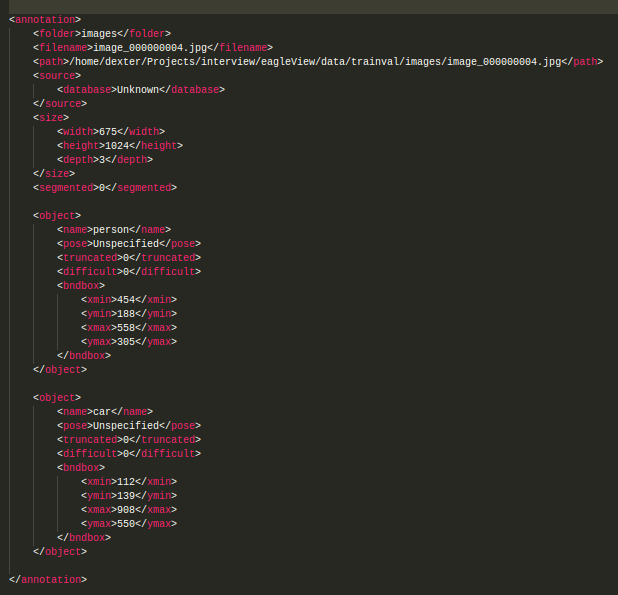 <annotation>
<folder>images</folder>
<filename>image_000000004.jpg</filename>
<path>/home/dexter/Projects/interview/eagleView/data/trainval/images/image_000000004.jpg</path>
<source>
<database>Unknown</database>
</source>
<size>
<width>675</width>
<height>1024</height>
<depth>3</depth>
</size>
<segmented>0</segmented>
<object>
<name>person</name>
<pose>Unspecified</pose>
<truncated>0</truncated>
<difficult>0</difficult>
<bndbox>
<xmin>454</xmin>
<ymin>188</ymin>
<xmax>558</xmax>
<ymax>305</ymax>
</bndbox>
</object>
<object>
<name>car</name>
<pose>Unspecified</pose>
<truncated>0</truncated>
<difficult>0</difficult>
<bndbox>
<xmin>112</xmin>
<ymin>139</ymin>
<xmax>908</xmax>
<ymax>550</ymax>
</bndbox>
</object>
</annotation>